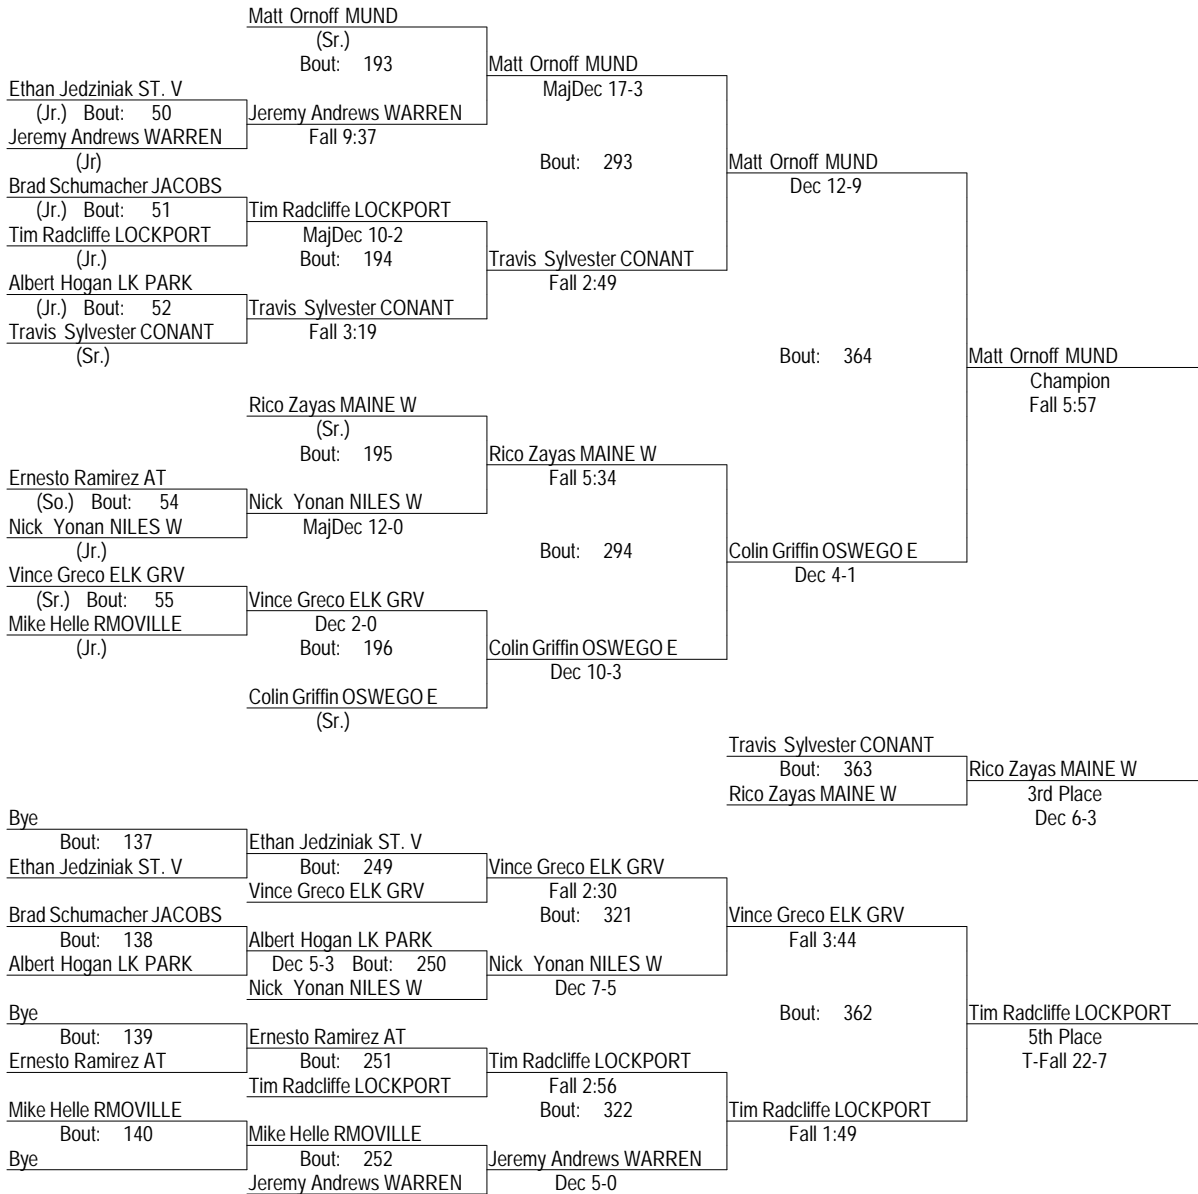 Matt Ornoff MUND
(Sr.)
Bout: 193
Matt Ornoff MUND
MajDec 17-3
Ethan Jedziniak ST. V
(Jr.) Bout: 50
Jeremy Andrews WARREN
Jeremy Andrews WARREN
Fall 9:37
(Jr)
Bout: 293
Matt Ornoff MUND
Dec 12-9
Brad Schumacher JACOBS
(Jr.) Bout: 51
Tim Radcliffe LOCKPORT
Tim Radcliffe LOCKPORT
MajDec 10-2
(Jr.)
Bout: 194
Travis Sylvester CONANT
Fall 2:49
Albert Hogan LK PARK
(Jr.) Bout: 52
Travis Sylvester CONANT
Travis Sylvester CONANT
Fall 3:19
(Sr.)
Bout: 364
Matt Ornoff MUND
Champion
Fall 5:57
Rico Zayas MAINE W
(Sr.)
Bout: 195
Rico Zayas MAINE W
Fall 5:34
Ernesto Ramirez AT
(So.) Bout: 54
Nick Yonan NILES W
Nick Yonan NILES W
MajDec 12-0
(Jr.)
Bout: 294
Colin Griffin OSWEGO E
Dec 4-1
Vince Greco ELK GRV
(Sr.) Bout: 55
Vince Greco ELK GRV
Mike Helle RMOVILLE
Dec 2-0
(Jr.)
Bout: 196
Colin Griffin OSWEGO E
Dec 10-3
Colin Griffin OSWEGO E
(Sr.)
Travis Sylvester CONANT
Bout: 363
Rico Zayas MAINE W
Rico Zayas MAINE W
3rd Place
Dec 6-3
Bye
Bout: 137
Ethan Jedziniak ST. V
Ethan Jedziniak ST. V
Bout: 249
Vince Greco ELK GRV
Vince Greco ELK GRV
Fall 2:30
Bout: 321
Vince Greco ELK GRV
Fall 3:44
Brad Schumacher JACOBS
Bout: 138
Albert Hogan LK PARK
Albert Hogan LK PARK
Dec 5-3 Bout: 250
Nick Yonan NILES W
Nick Yonan NILES W
Dec 7-5
Bout: 362
Tim Radcliffe LOCKPORT
5th Place
T-Fall 22-7
Bye
Bout: 139
Ernesto Ramirez AT
Ernesto Ramirez AT
Bout: 251
Tim Radcliffe LOCKPORT
Tim Radcliffe LOCKPORT
Fall 2:56
Bout: 322
Tim Radcliffe LOCKPORT
Fall 1:49
Mike Helle RMOVILLE
Bout: 140
Mike Helle RMOVILLE
Bye
Bout: 252
Jeremy Andrews WARREN
Jeremy Andrews WARREN
Dec 5-0